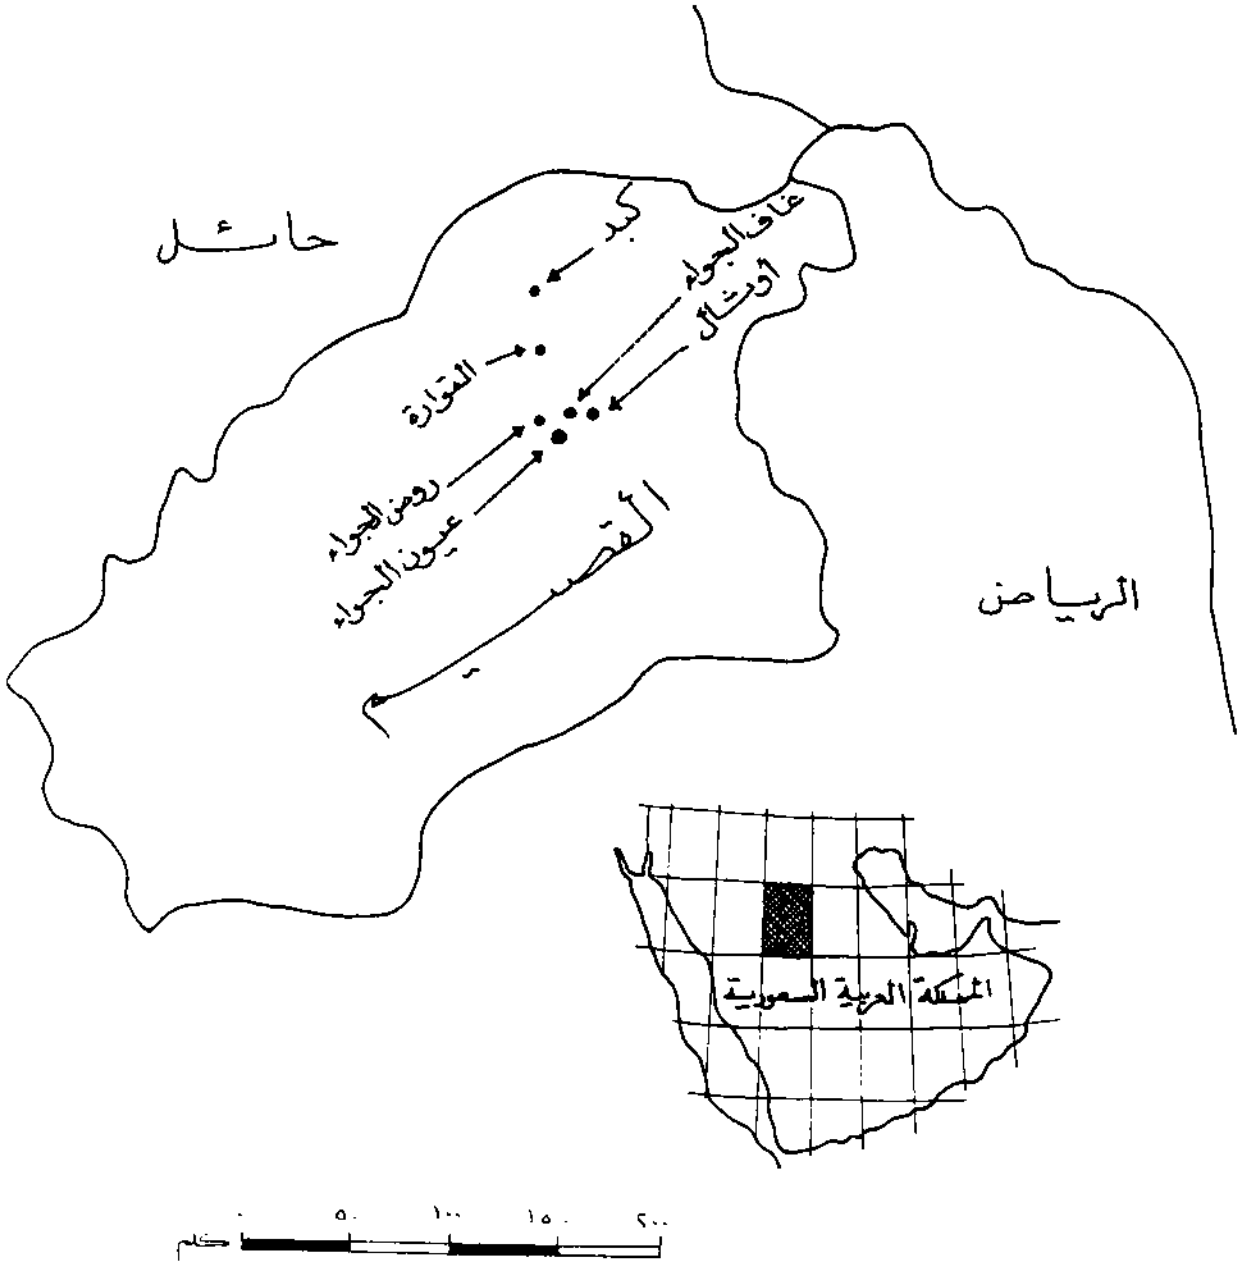 حائل
كبد
غاف الجواء
أوثال
القوارة
روض الجواء
عيون الجواء
القصيم
الرياض
المملكة العربية السعودية
٠ ٥٠ ١٠٠ ١٥٠ ٢٠٠
كلم